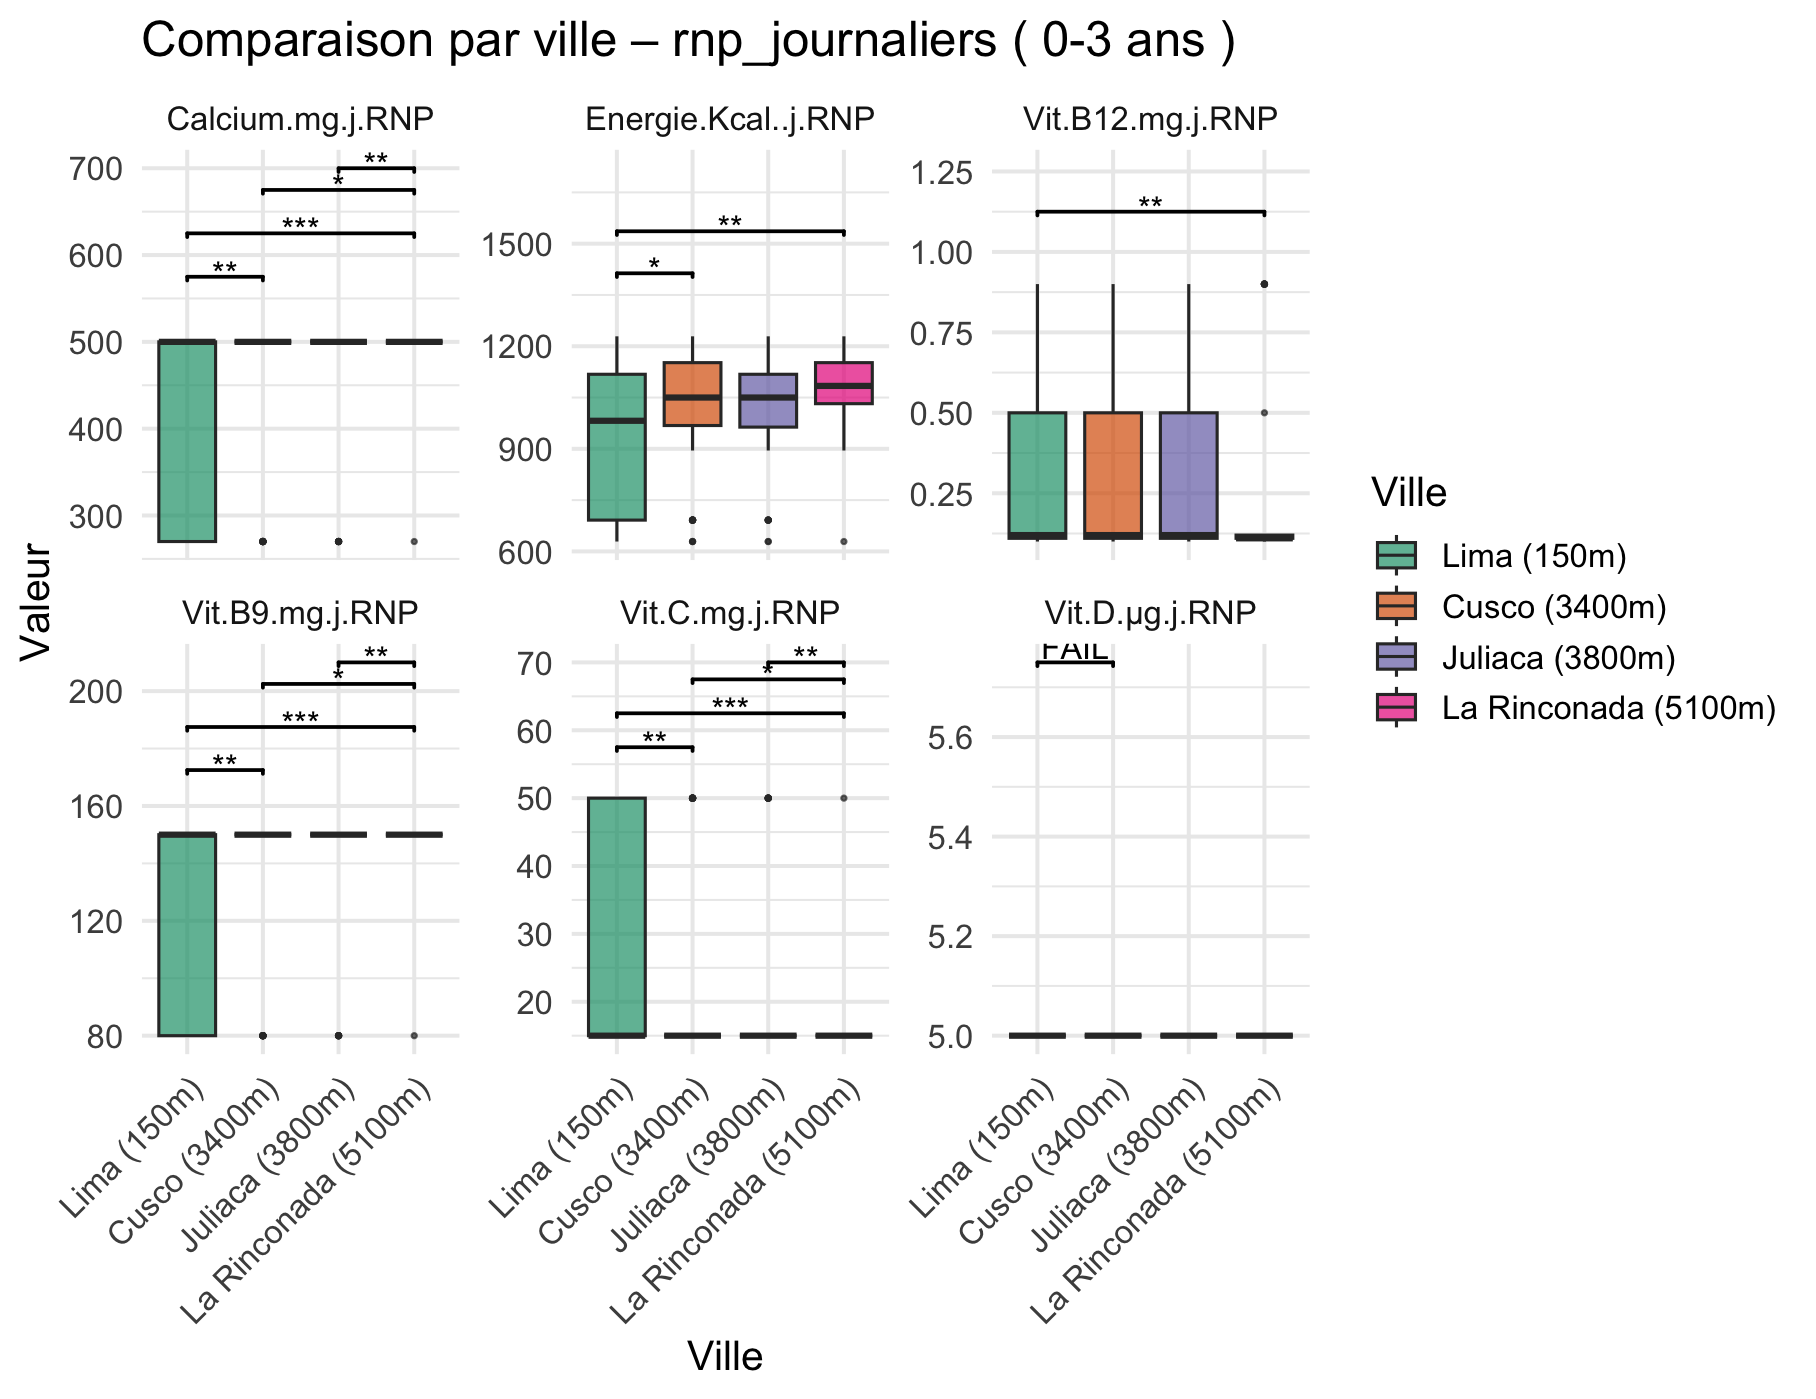 Comparaison par ville – rnp_journaliers ( 0-3 ans )
Calcium.mg.j.RNP
Energie.Kcal..j.RNP
Vit.B12.mg.j.RNP
700
600
500
400
300
**
*
***
**
1500
1200
900
600
**
*
1.25
1.00
0.75
0.50
0.25
**
Valeur
Vit.B9.mg.j.RNP
Vit.C.mg.j.RNP
Vit.D.µg.j.RNP
200
160
120
80
**
*
***
**
70
60
50
40
30
20
**
*
***
**
FAIL
5.6
5.4
5.2
5.0
Lima (150m)
Cusco (3400m)
Juliaca (3800m)
La Rinconada (5100m)
Lima (150m)
Cusco (3400m)
Juliaca (3800m)
La Rinconada (5100m)
Lima (150m)
Cusco (3400m)
Juliaca (3800m)
La Rinconada (5100m)
Ville
Ville
Lima (150m)
Cusco (3400m)
Juliaca (3800m)
La Rinconada (5100m)